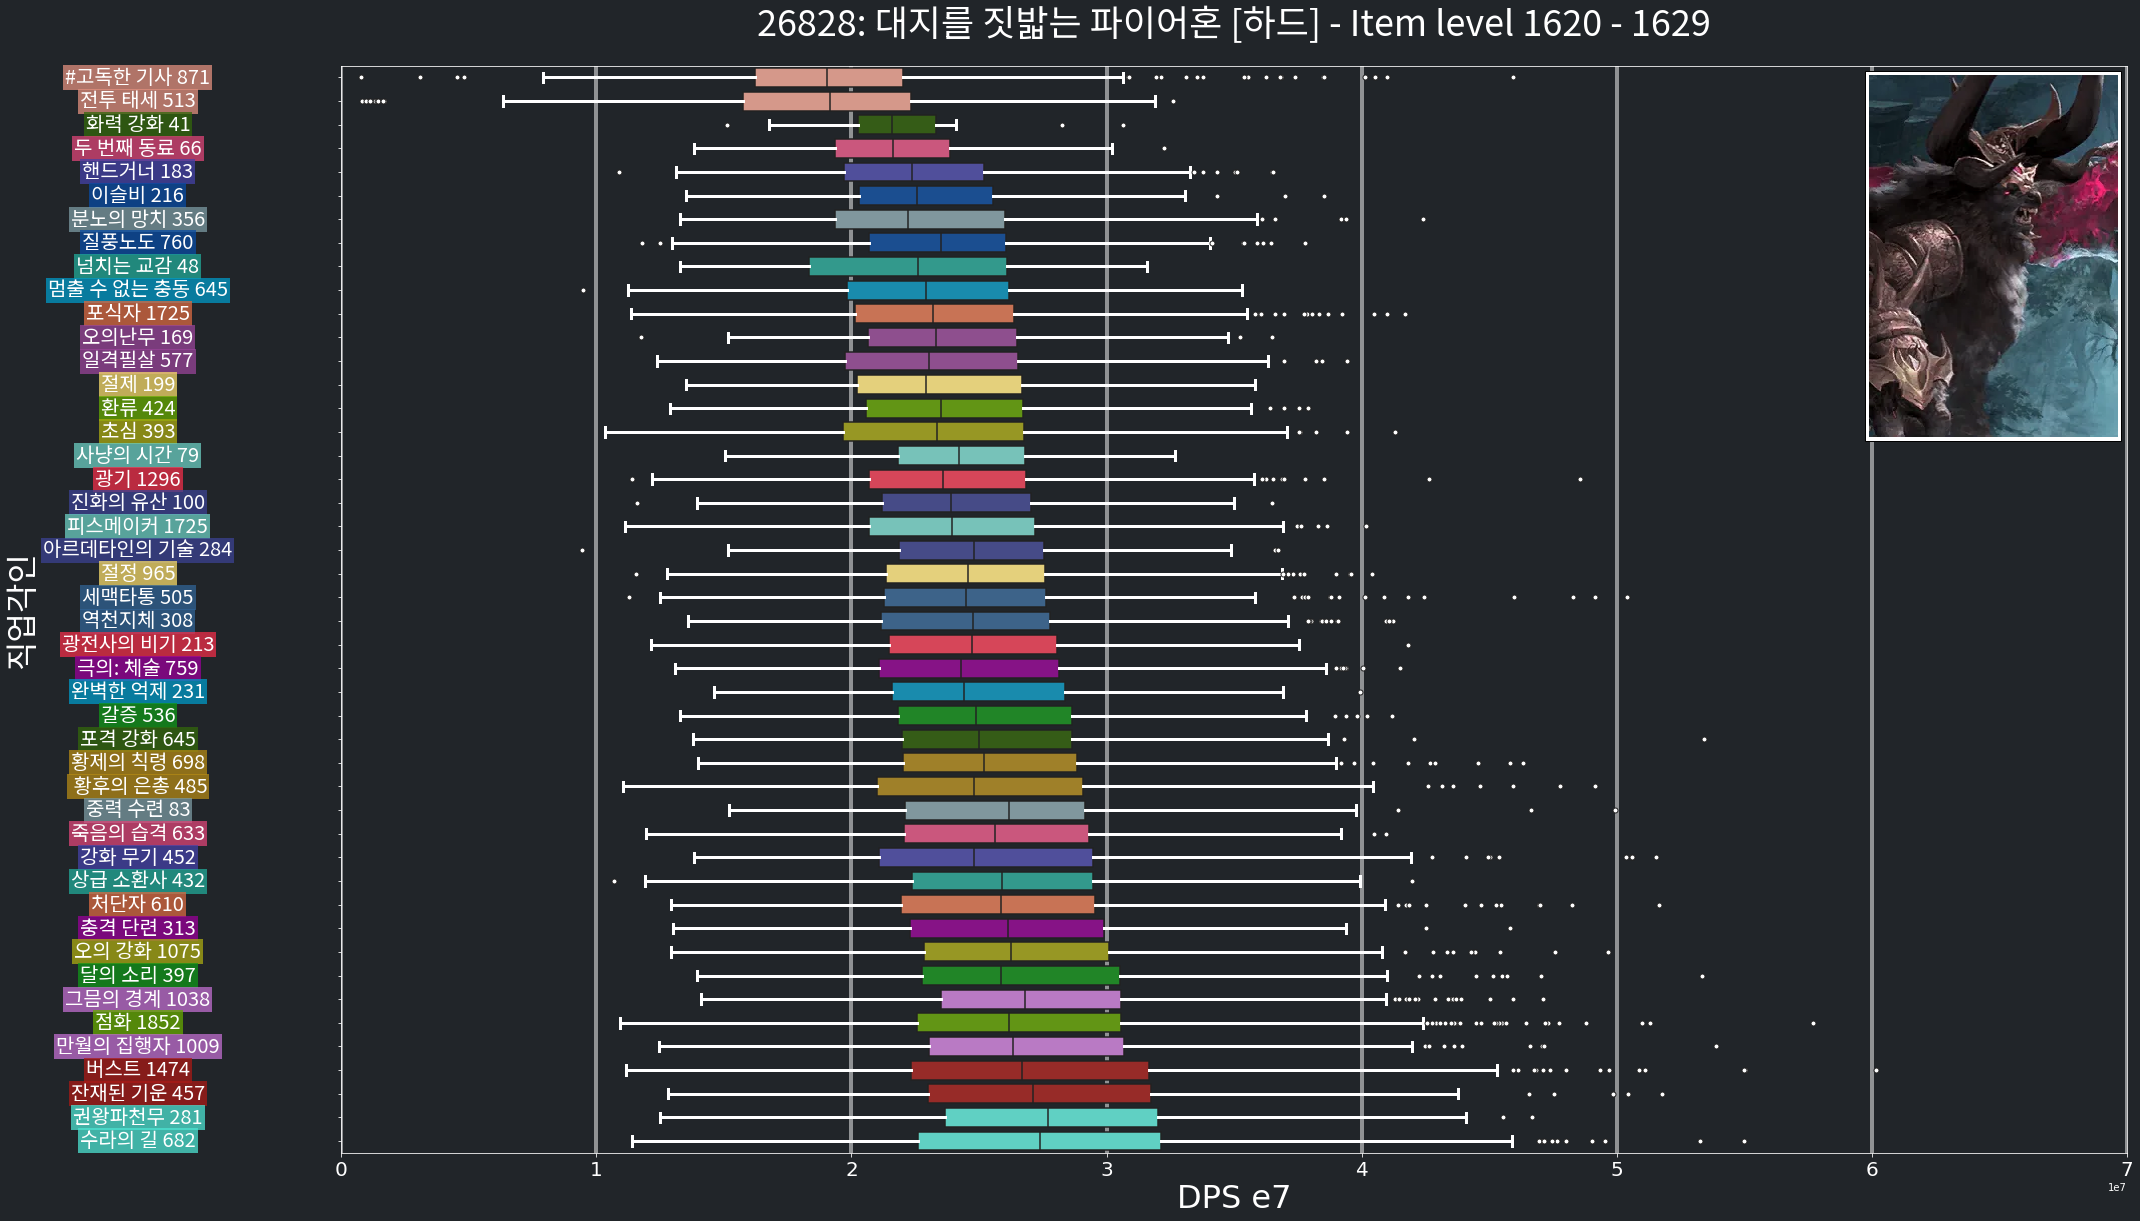 26828: 대지를 짓밟는 파이어혼 [하드] - Item level 1620 - 1629
#고독한 기사 871
전투 태세 513
화력 강화 41
두 번째 동료 66
핸드거너 183
이슬비 216
분노의 망치 356
질풍노도 760
넘치는 교감 48
멈출 수 없는 충동 645
포식자 1725
오의난무 169
일격필살 577
절제 199
환류 424
초심 393
사냥의 시간 79
광기 1296
진화의 유산 100
피스메이커 1725
아르데타인의 기술 284
절정 965
세맥타통 505
역천지체 308
광전사의 비기 213
극의: 체술 759
완벽한 억제 231
갈증 536
포격 강화 645
황제의 칙령 698
황후의 은총 485
중력 수련 83
죽음의 습격 633
강화 무기 452
상급 소환사 432
처단자 610
충격 단련 313
오의 강화 1075
달의 소리 397
그믐의 경계 1038
점화 1852
만월의 집행자 1009
버스트 1474
잔재된 기운 457
권왕파천무 281
수라의 길 682
직업각인
0 1 2 3 4 5 6 7
1e7
DPS e7